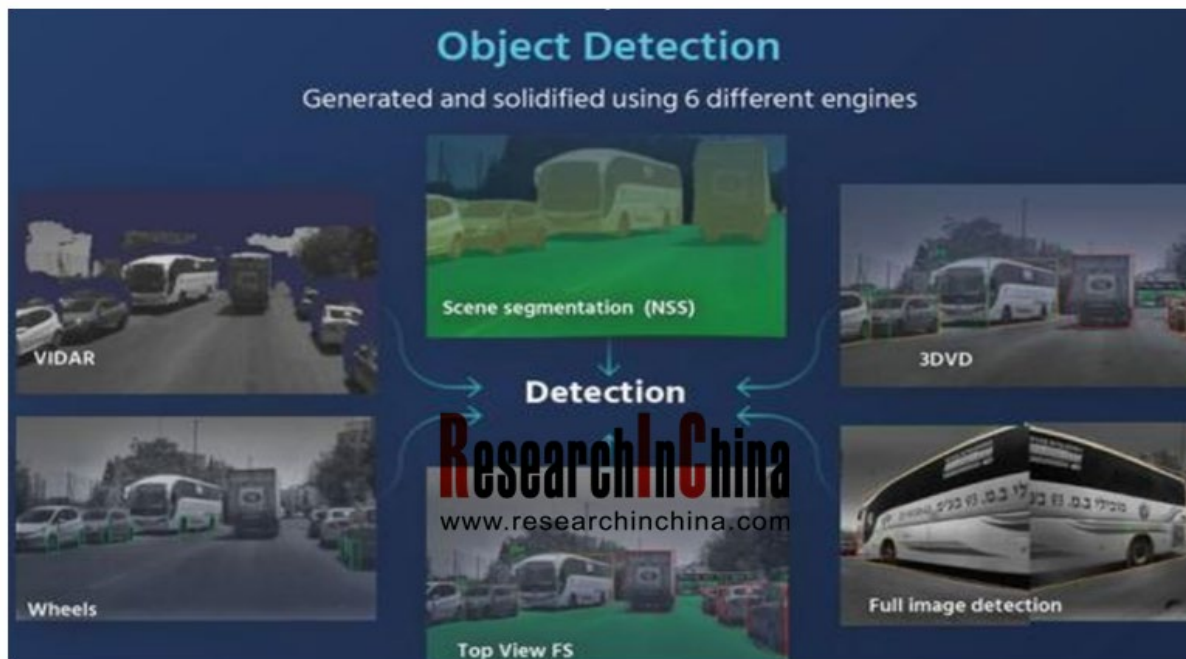 Object Detection
Generated and solidified using 6 different engines
Scene segmentation (NSS)
VIDAR
3DVD
Detection
ResearchInChina
www.researchinchina.com
Wheels
Full image detection
Top View FS